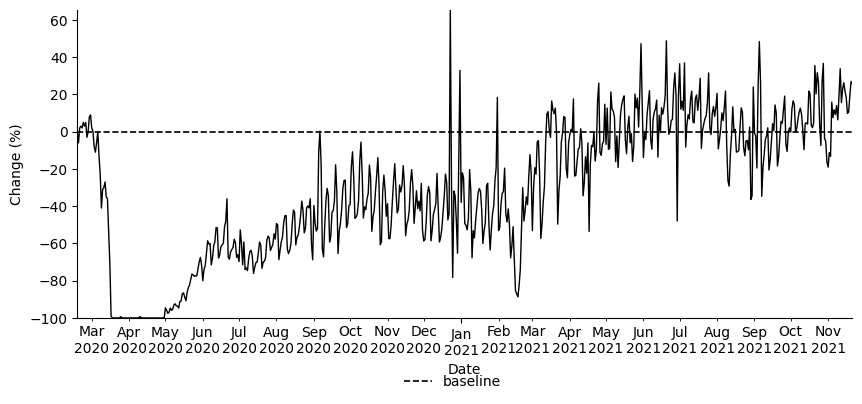 60
40
20
0
−20
−40
−60
−80
−100
Change (%)
Mar Apr May Jun Jul Aug Sep Oct Nov Dec Jan Feb Mar Apr May Jun Jul Aug Sep Oct Nov
2020 2020 2020 2020 2020 2020 2020 2020 2020 2020 2021 2021 2021 2021 2021 2021 2021 2021 2021 2021 2021
Date
baseline